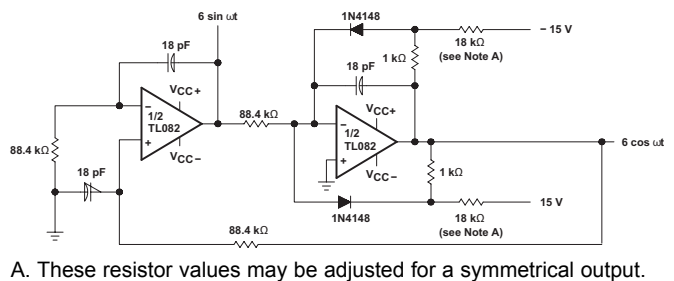 6 sin ωt
1N4148
− 15 V
18 kΩ
(see Note A)
18 pF
1 kΩ
18 pF
VCC+
−
1/2
TL082
+
VCC−
88.4 kΩ
VCC+
−
1/2
TL082
+
VCC−
6 cos ωt
88.4 kΩ
18 pF
1 kΩ
1N4148
15 V
18 kΩ
(see Note A)
88.4 kΩ
A. These resistor values may be adjusted for a symmetrical output.